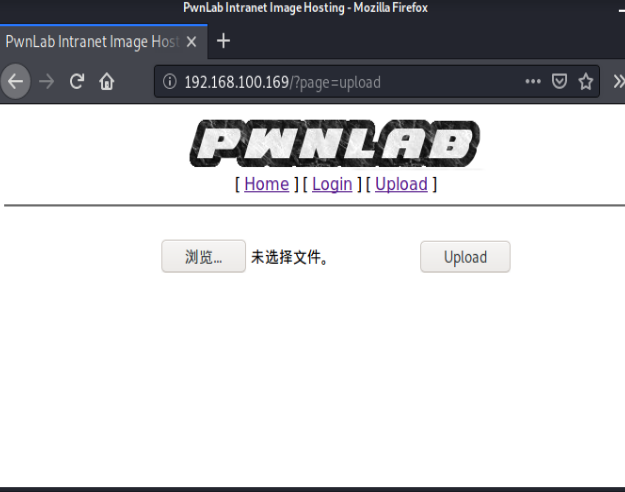 PwnLab Intranet Image Hosting - Mozilla Firefox
PwnLab Intranet Image Host
192.168.100.169/?page=upload
PWNLAB
[ Home ] [ Login ] [ Upload ]
浏览... 未选择文件。 Upload